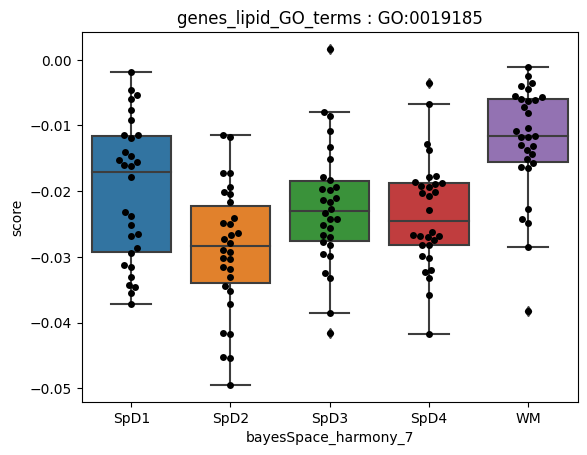 genes_lipid_GO_terms : GO:0019185
0.00
−0.01
−0.02
−0.03
−0.04
−0.05
score
SpD1 SpD2 SpD3 SpD4 WM
bayesSpace_harmony_7